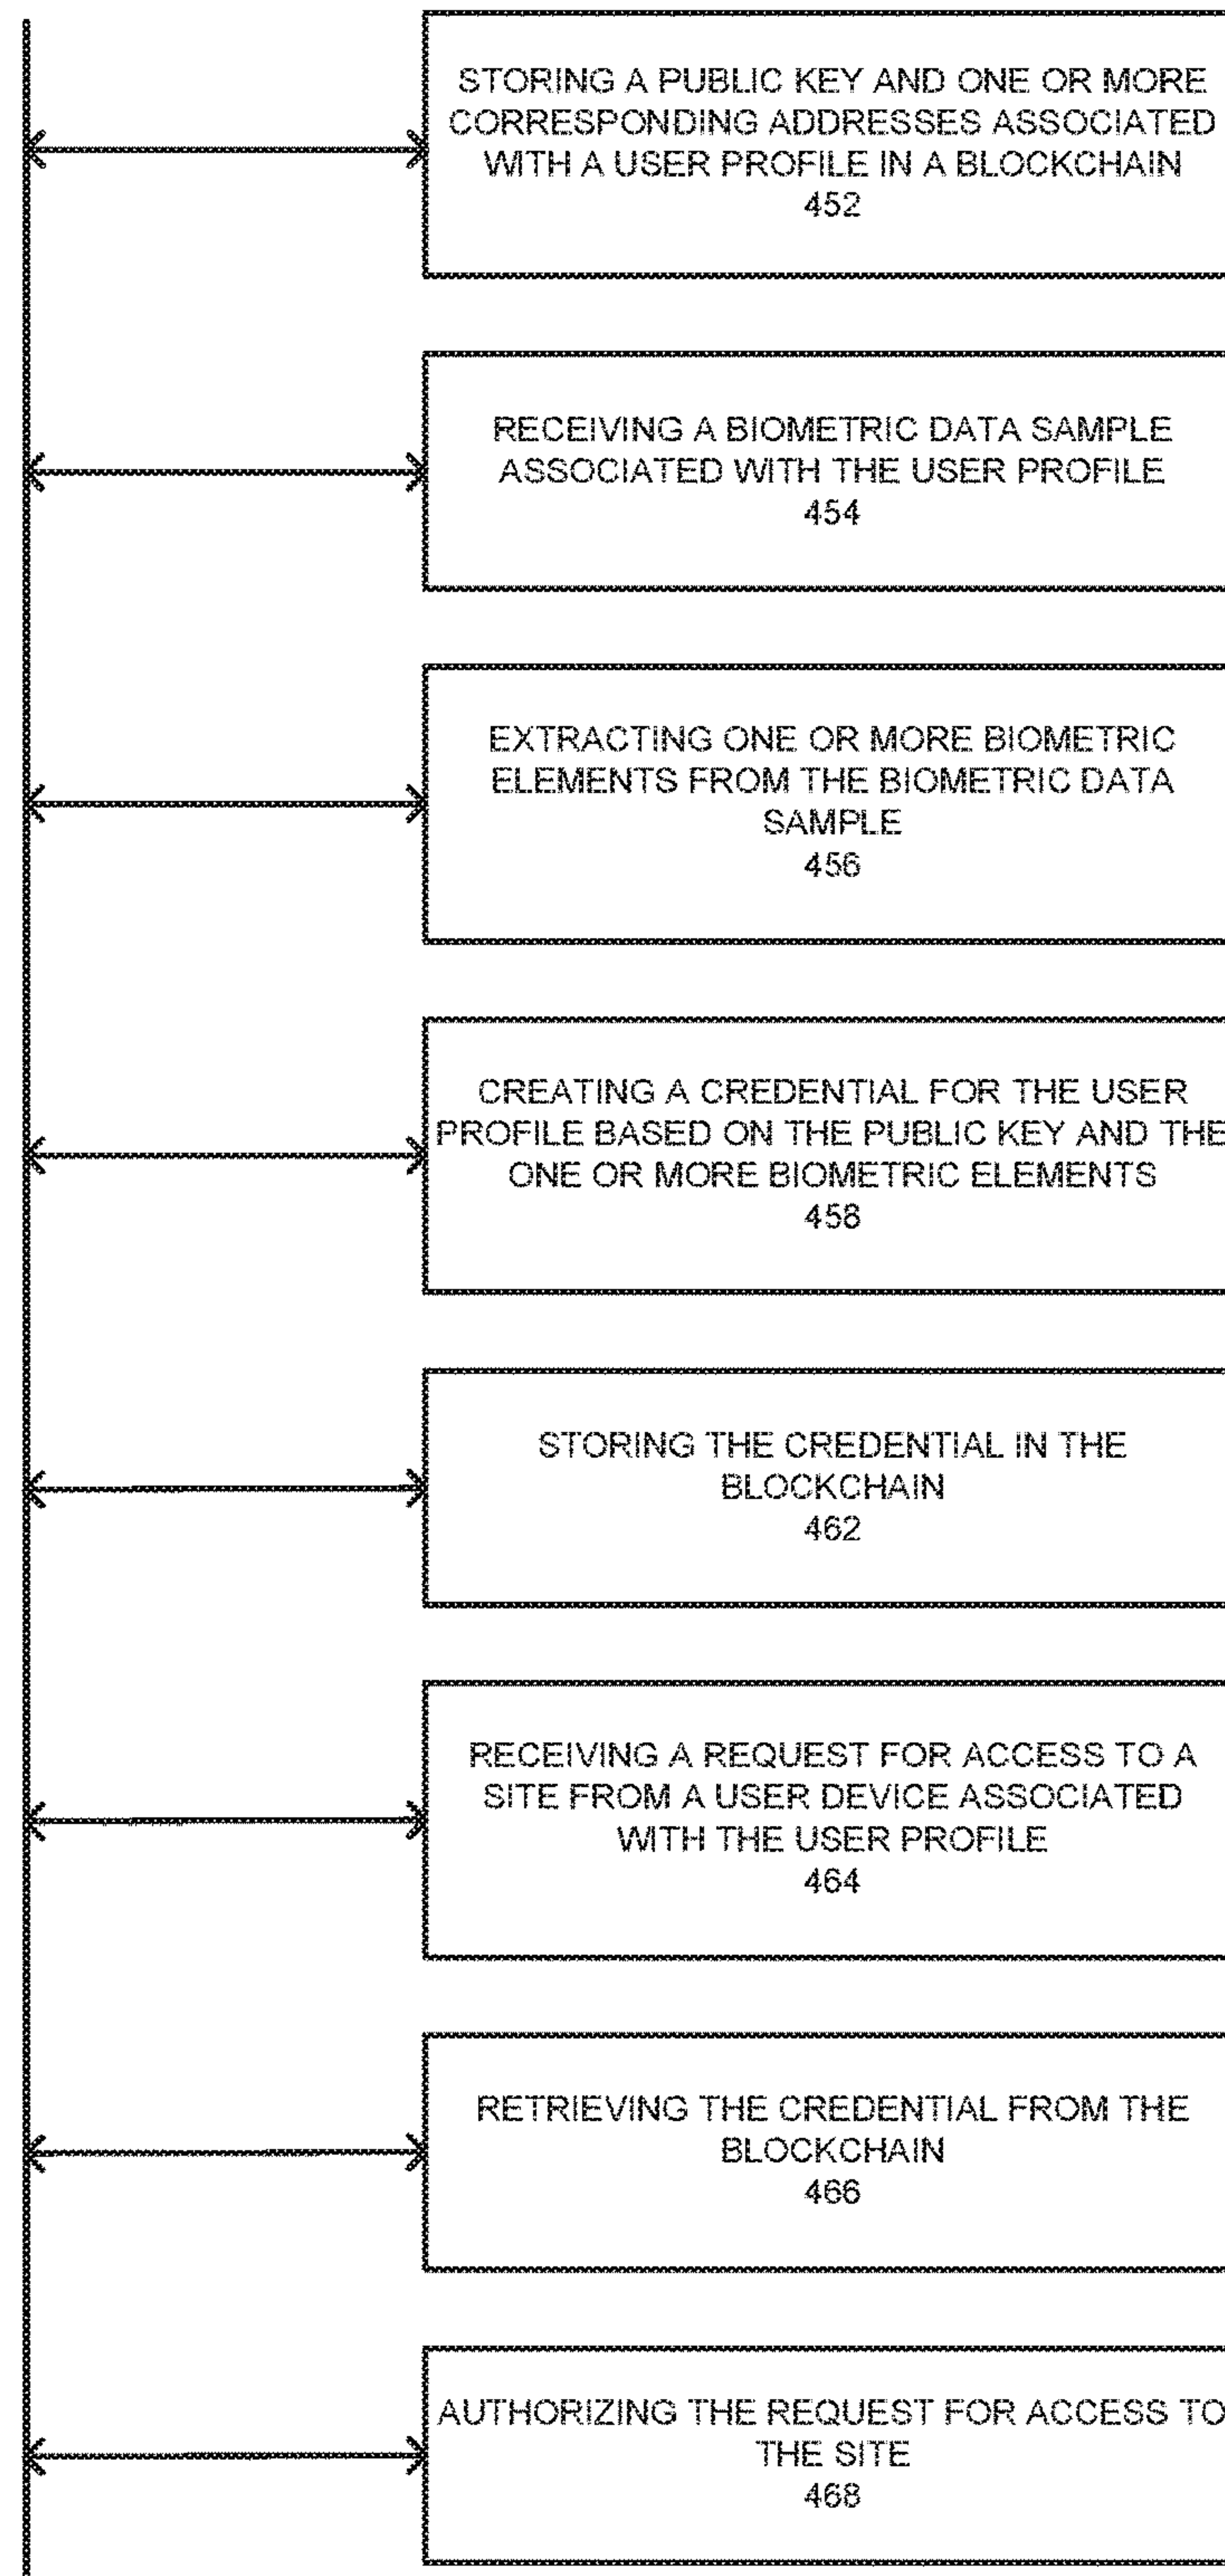 STORING A PUBLIC KEY AND ONE OR MORE
CORRESPONDING ADDRESSES ASSOCIATED
WITH A USER PROFILE IN A BLOCKCHAIN
452
RECEIVING A BIOMETRIC DATA SAMPLE
ASSOCIATED WITH THE USER PROFILE
454
EXTRACTING ONE OR MORE BIOMETRIC
ELEMENTS FROM THE BIOMETRIC DATA
SAMPLE
456
CREATING A CREDENTIAL FOR THE USER
PROFILE BASED ON THE PUBLIC KEY AND THE
ONE OR MORE BIOMETRIC ELEMENTS
458
STORING THE CREDENTIAL IN THE
BLOCKCHAIN
462
RECEIVING A REQUEST FOR ACCESS TO A
SITE FROM A USER DEVICE ASSOCIATED
WITH THE USER PROFILE
464
RETRIEVING THE CREDENTIAL FROM THE
BLOCKCHAIN
466
AUTHORIZING THE REQUEST FOR ACCESS TO
THE SITE
468